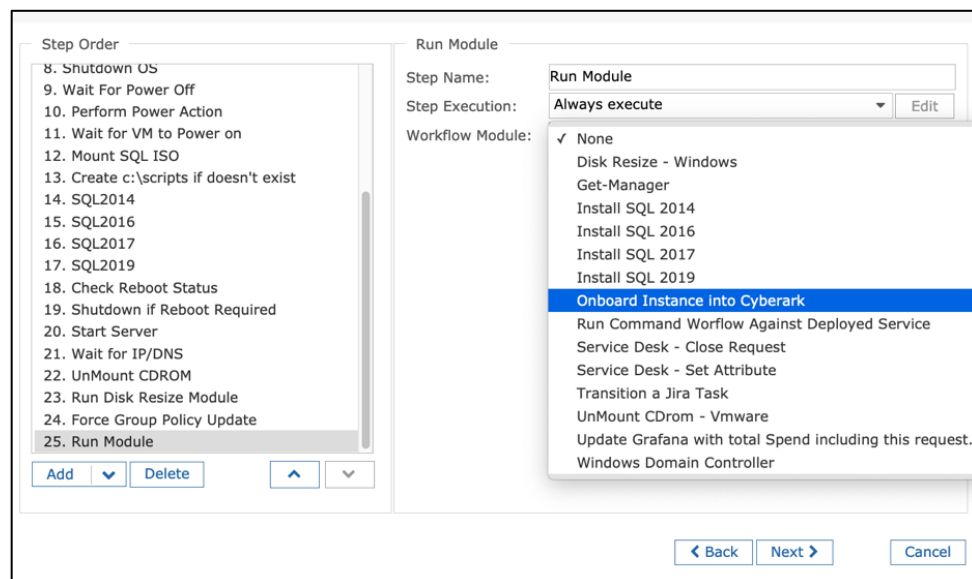 Step Order
8. Shutdown OS
9. Wait For Power Off
10. Perform Power Action
11. Wait for VM to Power on
12. Mount SQL ISO
13. Create c:\scripts if doesn't exist
14. SQL2014
15. SQL2016
16. SQL2017
17. SQL2019
18. Check Reboot Status
19. Shutdown if Reboot Required
20. Start Server
21. Wait for IP/DNS
22. UnMount CDROM
23. Run Disk Resize Module
24. Force Group Policy Update
25. Run Module
Add
Delete
Run Module
Step Name: Run Module
Step Execution: Always execute Edit
Workflow Module:
✓ None
Disk Resize - Windows
Get-Manager
Install SQL 2014
Install SQL 2016
Install SQL 2017
Install SQL 2019
Onboard Instance into Cyberark
Run Command Worflow Against Deployed Service
Service Desk - Close Request
Service Desk - Set Attribute
Transition a Jira Task
UnMount CDrom - Vmware
Update Grafana with total Spend including this request.
Windows Domain Controller
Back Next Cancel